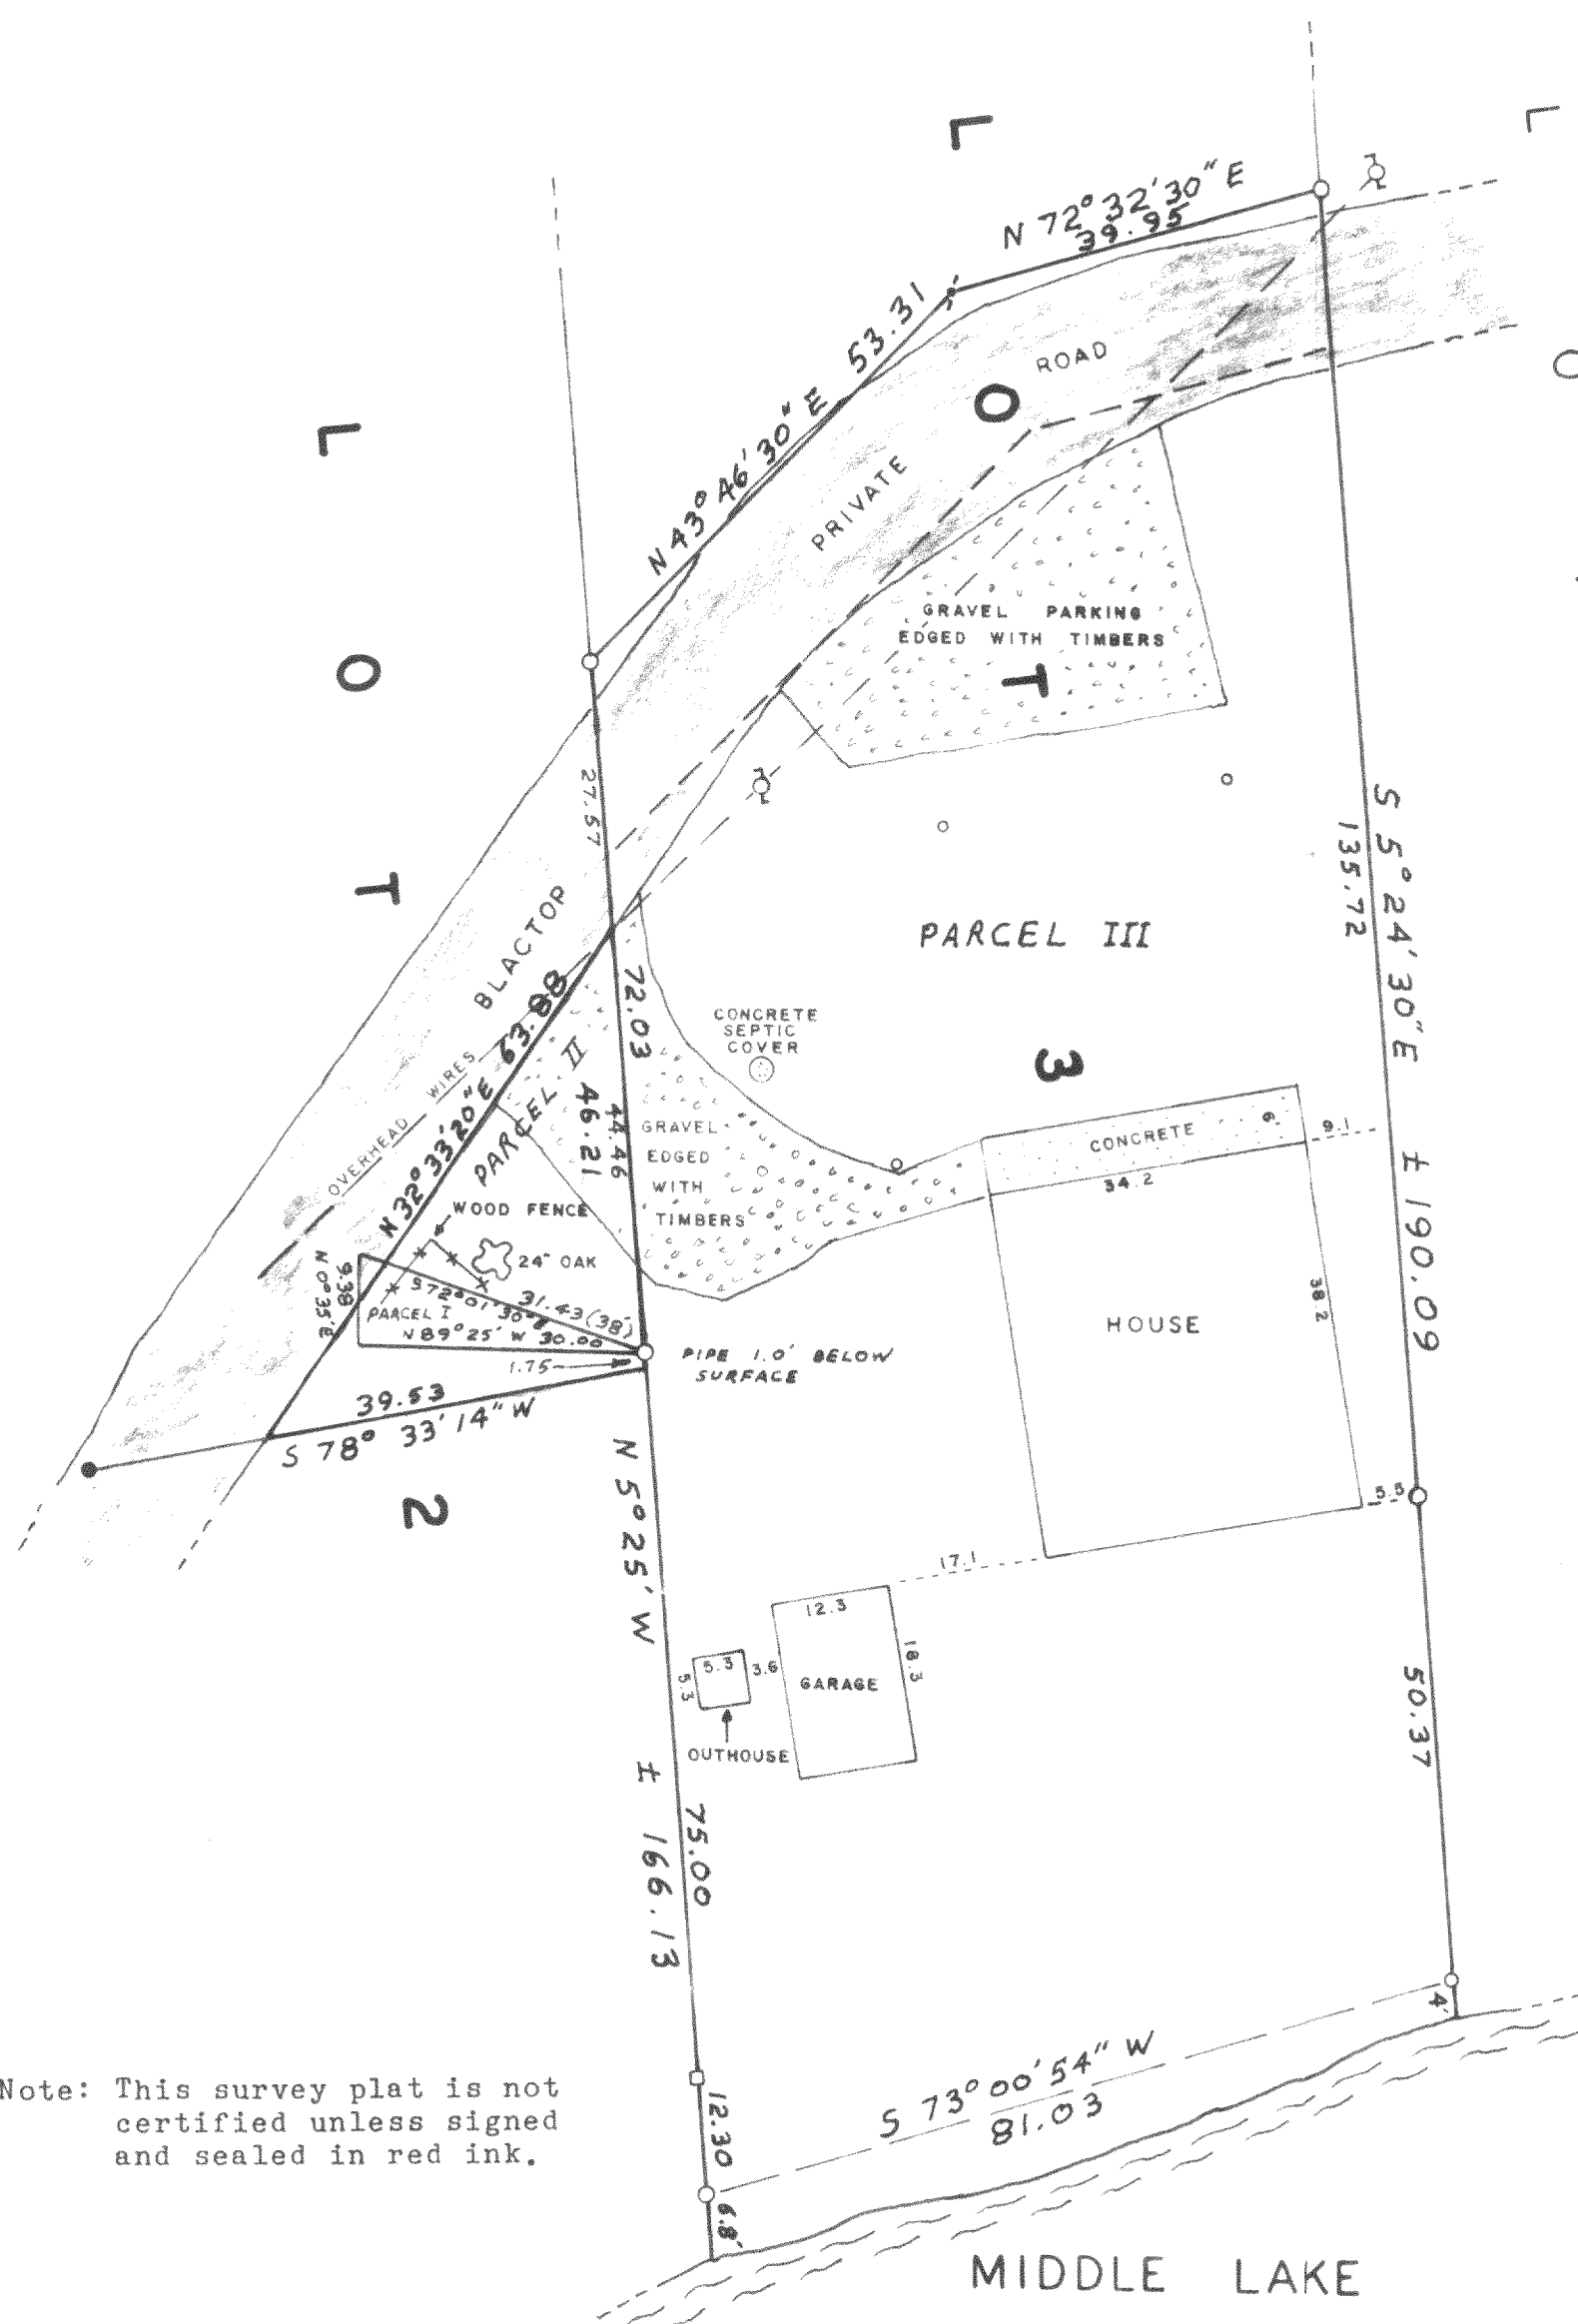 L
L
N 72° 32' 30" E
39.95
53.31
N 43° 46' 30" E
ROAD
O
PRIVATE
L
O
T
GRAVEL PARKING
EDGED WITH TIMBERS
T
27.57
S 5° 24' 30" E ± 190.09
135.72
BLACTOP
PARCEL III
72.03
CONCRETE
SEPTIC
COVER
3
63.88
N 32° 33' 20" E
PARCEL II
OVERHEAD WIRES
44.46
46.21
GRAVEL
EDGED
WITH
TIMBERS
CONCRETE
6
9.1
34.2
WOOD FENCE
24" OAK
38.2
HOUSE
9.38
N 0° 35' E
S 72° 01' 30" E
31.43 (38')
PARCEL I
N 89° 25' W 30.00
1.75
PIPE 1.0' BELOW
SURFACE
39.53
S 78° 33' 14" W
2
N 5° 25' W ± 166.13
5.5
17.1
12.3
18.3
GARAGE
5.3
5.3
3.6
OUTHOUSE
50.37
75.00
4'
S 73° 00' 54" W
81.03
12.30
6.8'
Note: This survey plat is not
certified unless signed
and sealed in red ink.
MIDDLE LAKE